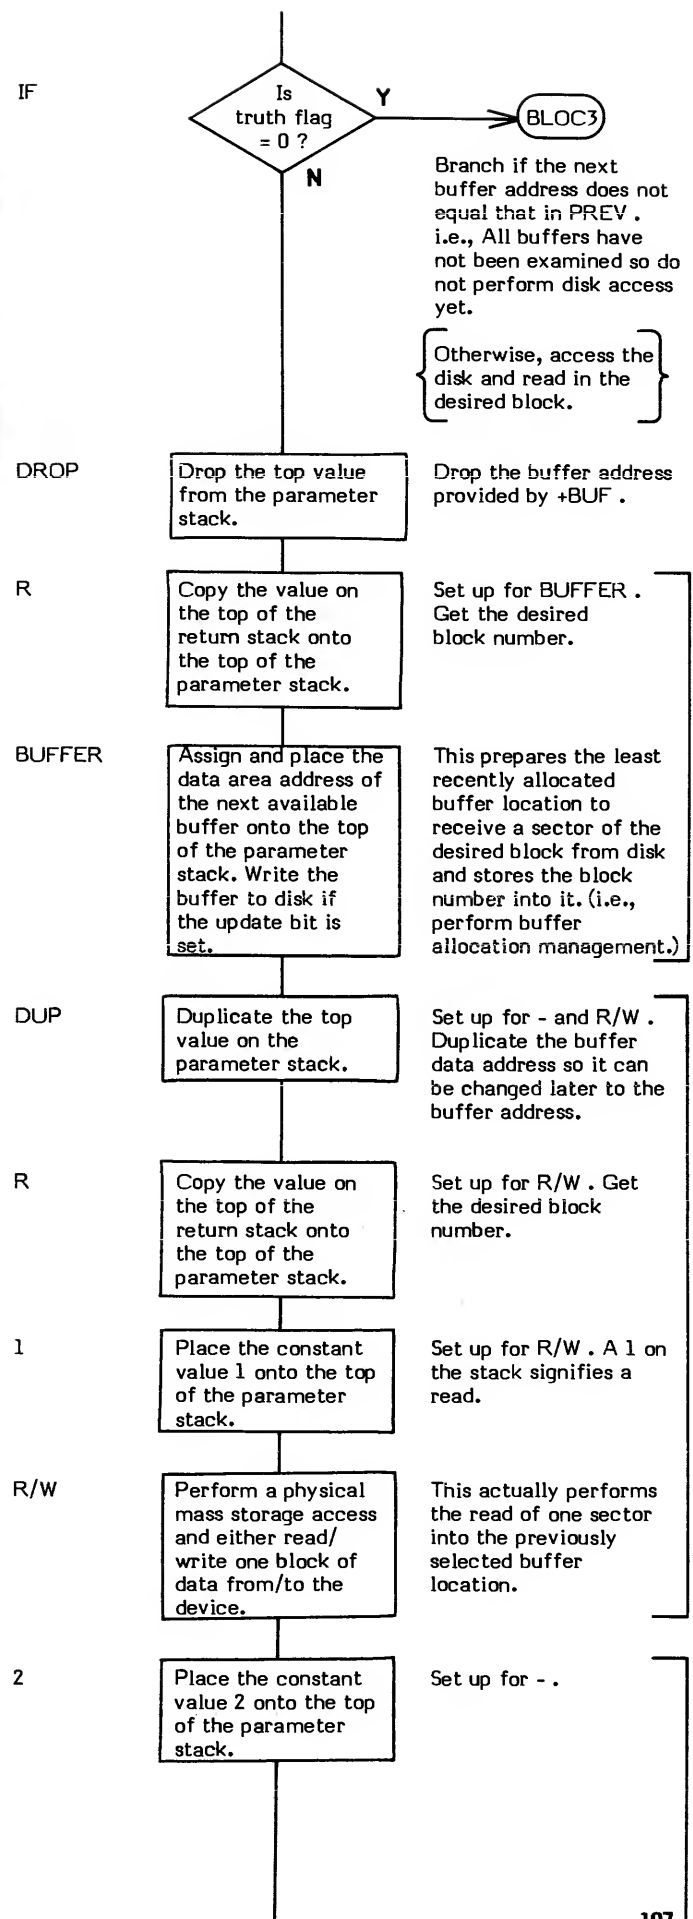 IF
Is
truth flag
= 0 ?
Y
BLOC3
N
Branch if the next
buffer address does not
equal that in PREV .
i.e., All buffers have
not been examined so do
not perform disk access
yet.
Otherwise, access the
disk and read in the
desired block.
DROP
Drop the top value
from the parameter
stack.
Drop the buffer address
provided by +BUF .
R
Copy the value on
the top of the
return stack onto
the top of the
parameter stack.
Set up for BUFFER .
Get the desired
block number.
BUFFER
Assign and place the
data area address of
the next available
buffer onto the top
of the parameter
stack. Write the
buffer to disk if
the update bit is
set.
This prepares the least
recently allocated
buffer location to
receive a sector of the
desired block from disk
and stores the block
number into it. (i.e.,
perform buffer
allocation management.)
DUP
Duplicate the top
value on the
parameter stack.
Set up for - and R/W .
Duplicate the buffer
data address so it can
be changed later to the
buffer address.
R
Copy the value on
the top of the
return stack onto
the top of the
parameter stack.
Set up for R/W . Get
the desired block
number.
1
Place the constant
value 1 onto the top
of the parameter
stack.
Set up for R/W . A 1 on
the stack signifies a
read.
R/W
Perform a physical
mass storage access
and either read/
write one block of
data from/to the
device.
This actually performs
the read of one sector
into the previously
selected buffer
location.
2
Place the constant
value 2 onto the top
of the parameter
stack.
Set up for - .